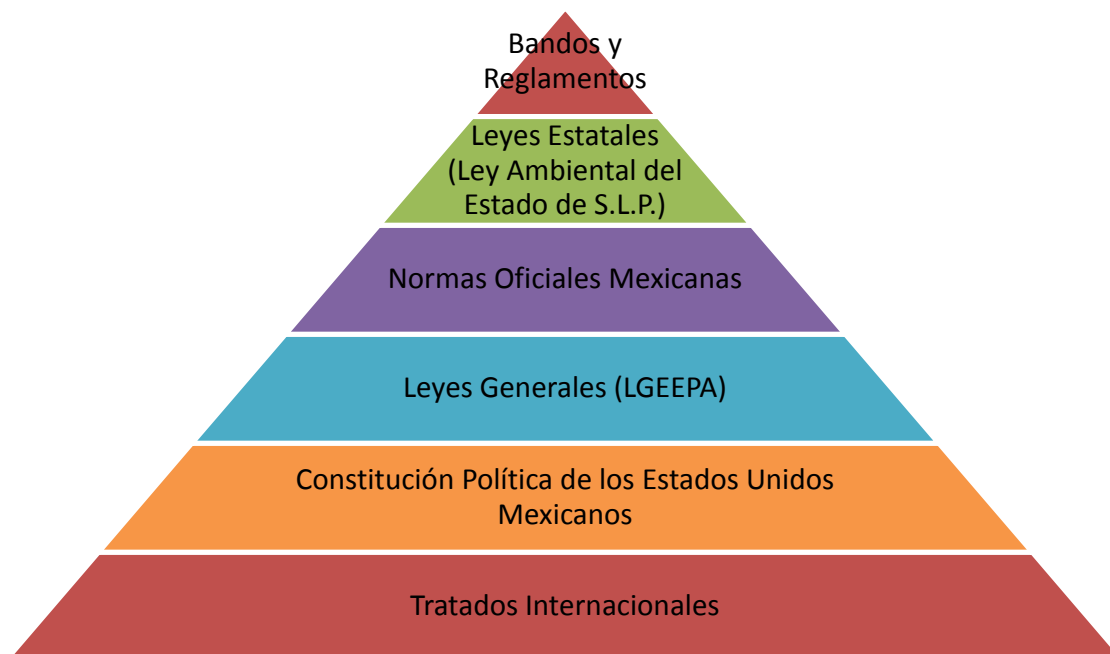 Bandos y
Reglamentos
Leyes Estatales
(Ley Ambiental del
Estado de S.L.P.)
Normas Oficiales Mexicanas
Leyes Generales (LGEEPA)
Constitución Política de los Estados Unidos
Mexicanos
Tratados Internacionales